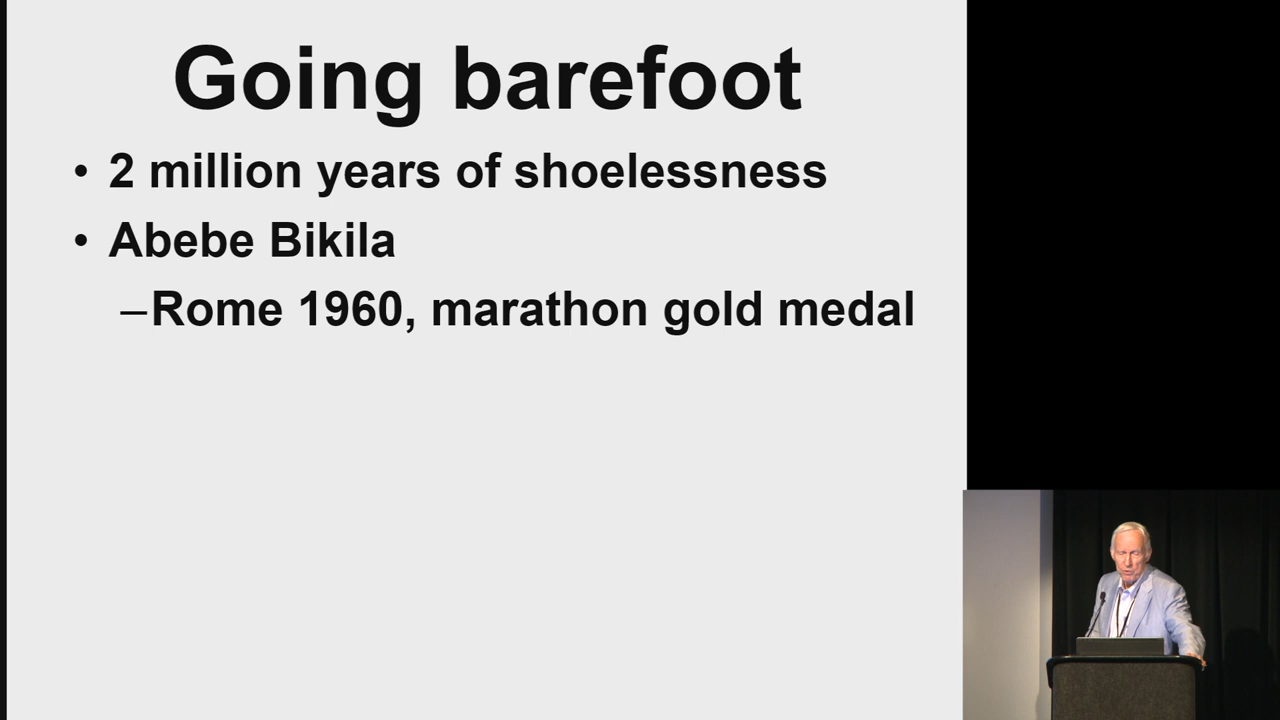 Going barefoot
• 2 million years of shoelessness
• Abebe Bikila
–Rome 1960, marathon gold medal